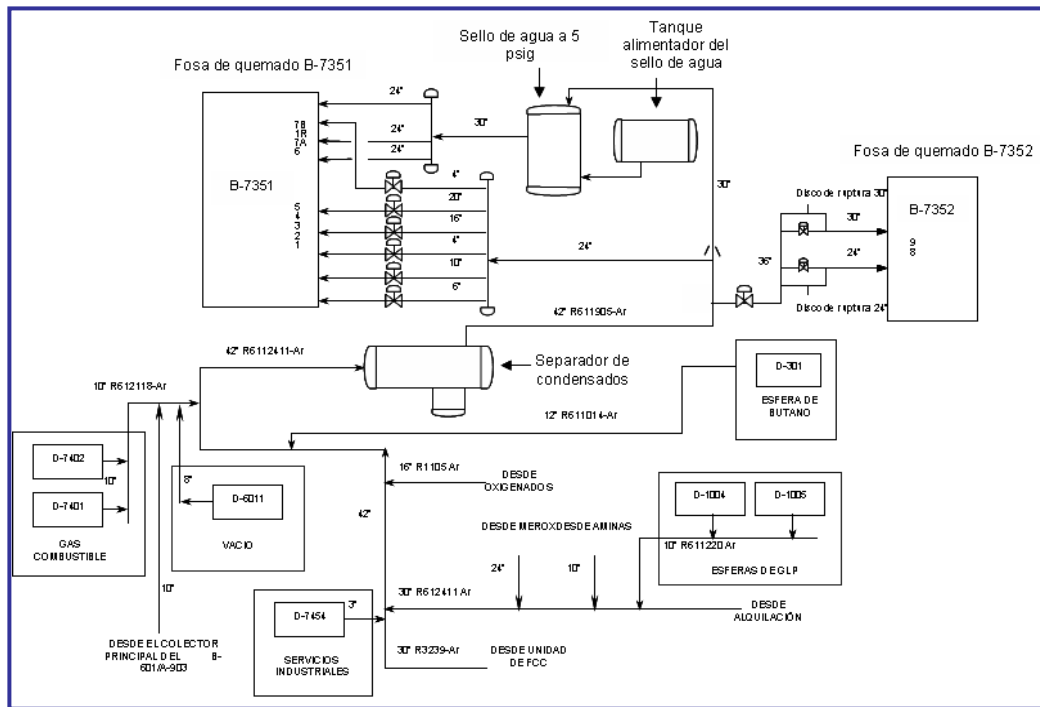 Sello de agua a 5
psig
Tanque
alimentador del
sello de agua
Fosa de quemado B-7351
24"
30"
7B
1R
7A
6
24"
24"
B-7351
4"
20"
5
4
3
2
1
16"
4"
10"
6"
24"
30"
Fosa de quemado B-7352
Disco de ruptura 30"
30"
B-7352
9
8
24"
36"
Disco de ruptura 24"
42" R611905-Ar
42" R6112411-Ar
Separador de
condensados
10" R612118-Ar
12" R611014-Ar
D-301
ESFERA DE
BUTANO
D-7402
10"
D-7401
GAS
COMBUSTIBLE
8"
D-6011
VACIO
16" R1105 Ar
DESDE
OXIGENADOS
42"
DESDE MEROX
DESDE AMINAS
24"
10"
D-1004
D-1005
10" R611220 Ar
ESFERAS DE GLP
10"
30" R612411 Ar
DESDE
ALQUILACIÓN
D-7454
3"
SERVICIOS
INDUSTRIALES
30" R3239-Ar
DESDE UNIDAD
DE FCC
DESDE EL COLECTOR
PRINCIPAL DEL B-
601/A-903